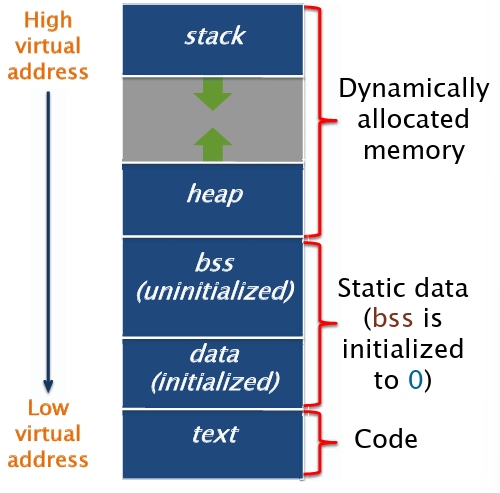 High
virtual
address
stack
Dynamically
allocated
memory
heap
bss
(uninitialized)
Static data
(bss is
initialized
to 0)
data
(initialized)
Low
virtual
address
text
Code